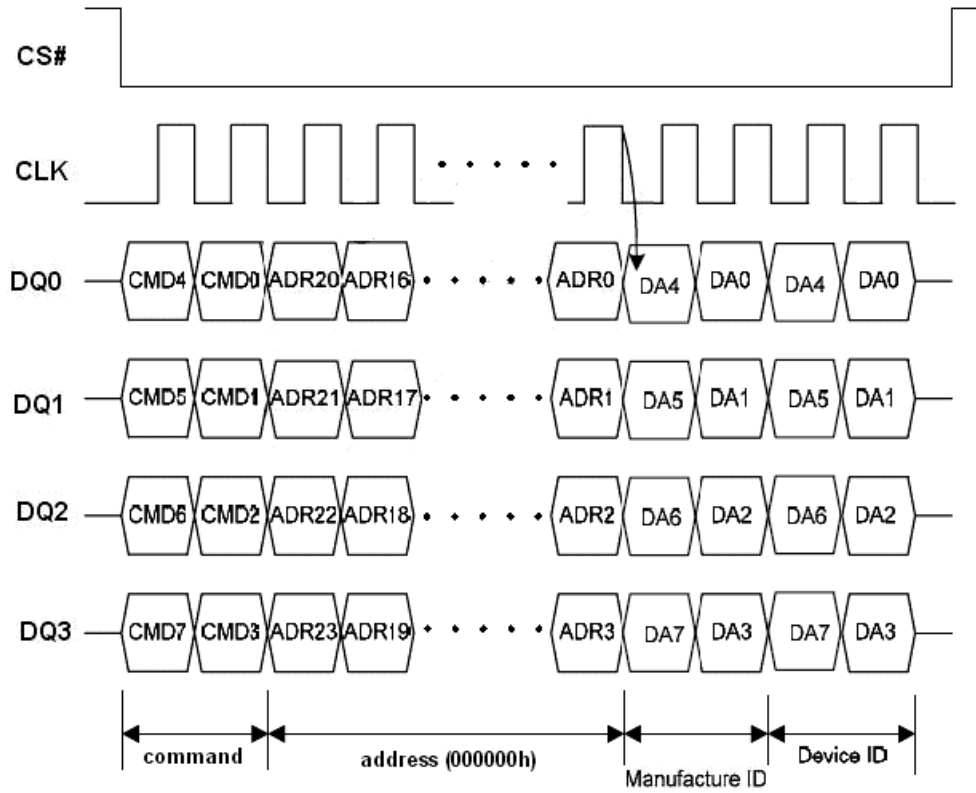 CS#
CLK
DQ0 CMD4 CMD0 ADR20 ADR16 ADR0 DA4 DA0 DA4 DA0
DQ1 CMD5 CMD1 ADR21 ADR17 ADR1 DA5 DA1 DA5 DA1
DQ2 CMD6 CMD2 ADR22 ADR18 ADR2 DA6 DA2 DA6 DA2
DQ3 CMD7 CMD3 ADR23 ADR19 ADR3 DA7 DA3 DA7 DA3
command address (000000h) Manufacture ID Device ID